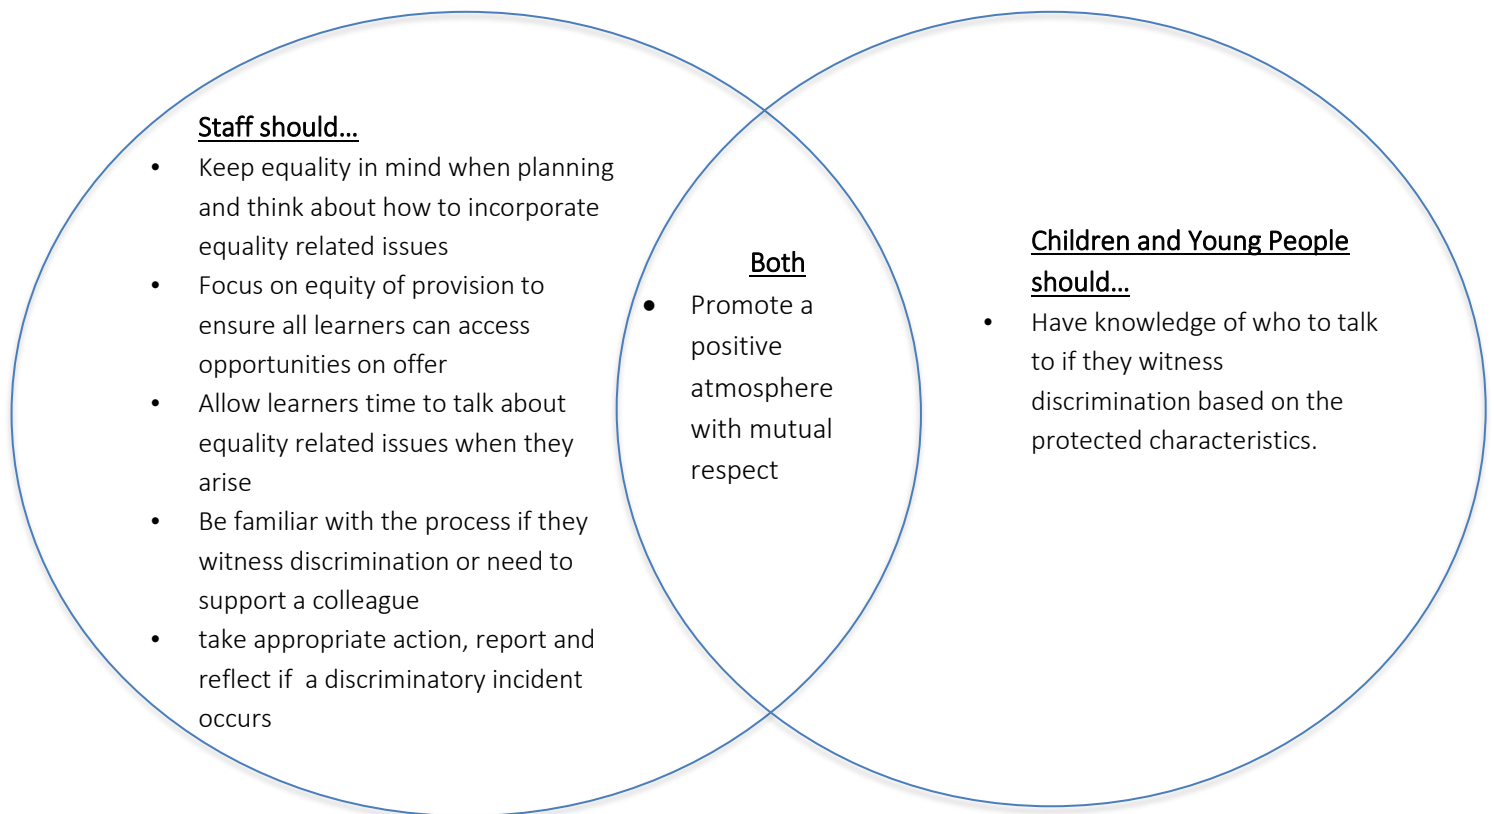 Staff should...
• Keep equality in mind when planning
and think about how to incorporate
equality related issues
• Focus on equity of provision to
ensure all learners can access
opportunities on offer
• Allow learners time to talk about
equality related issues when they
arise
• Be familiar with the process if they
witness discrimination or need to
support a colleague
• take appropriate action, report and
reflect if  a discriminatory incident
occurs
Both
• Promote a
positive
atmosphere
with mutual
respect
Children and Young People
should...
• Have knowledge of who to talk
to if they witness
discrimination based on the
protected characteristics.